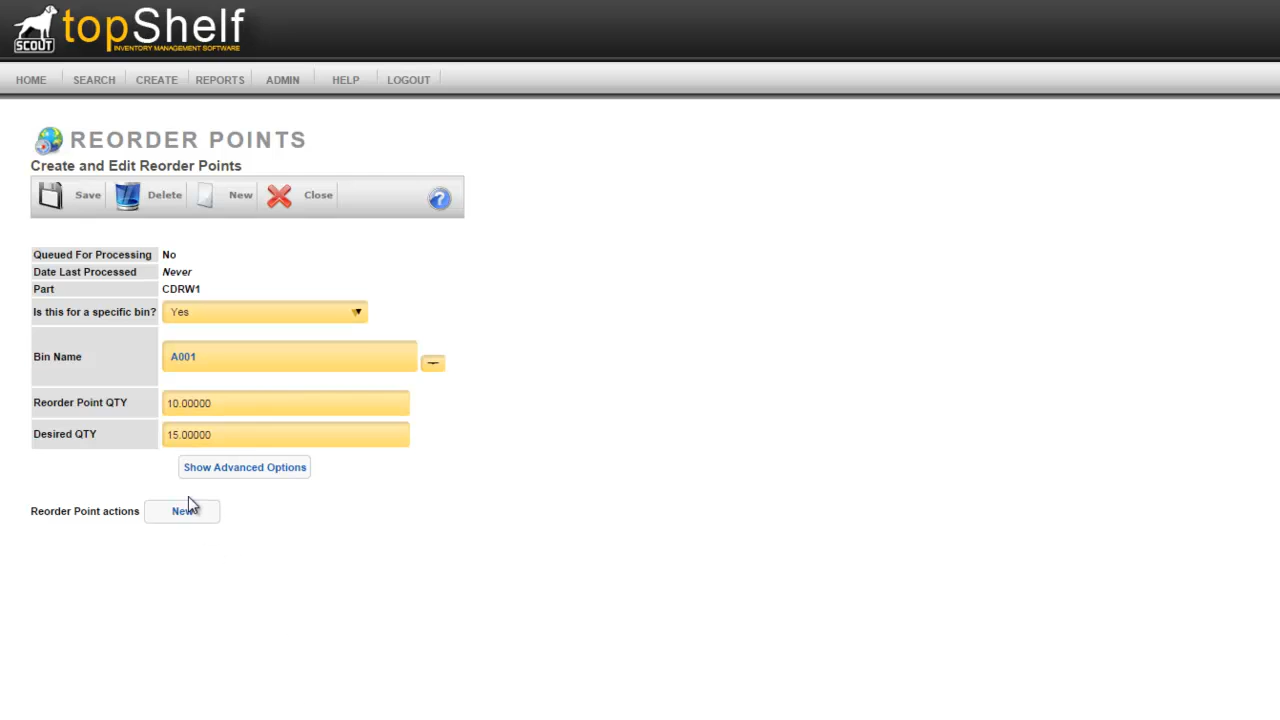 SCOUT
topShelf
INVENTORY MANAGEMENT SOFTWARE
HOME SEARCH CREATE REPORTS ADMIN HELP LOGOUT
REORDER POINTS
Create and Edit Reorder Points
Save Delete New Close ?
Queued For Processing No
Date Last Processed Never
Part CDRW1
Is this for a specific bin? Yes
Bin Name A001
Reorder Point QTY 10.00000
Desired QTY 15.00000
Show Advanced Options
Reorder Point actions New